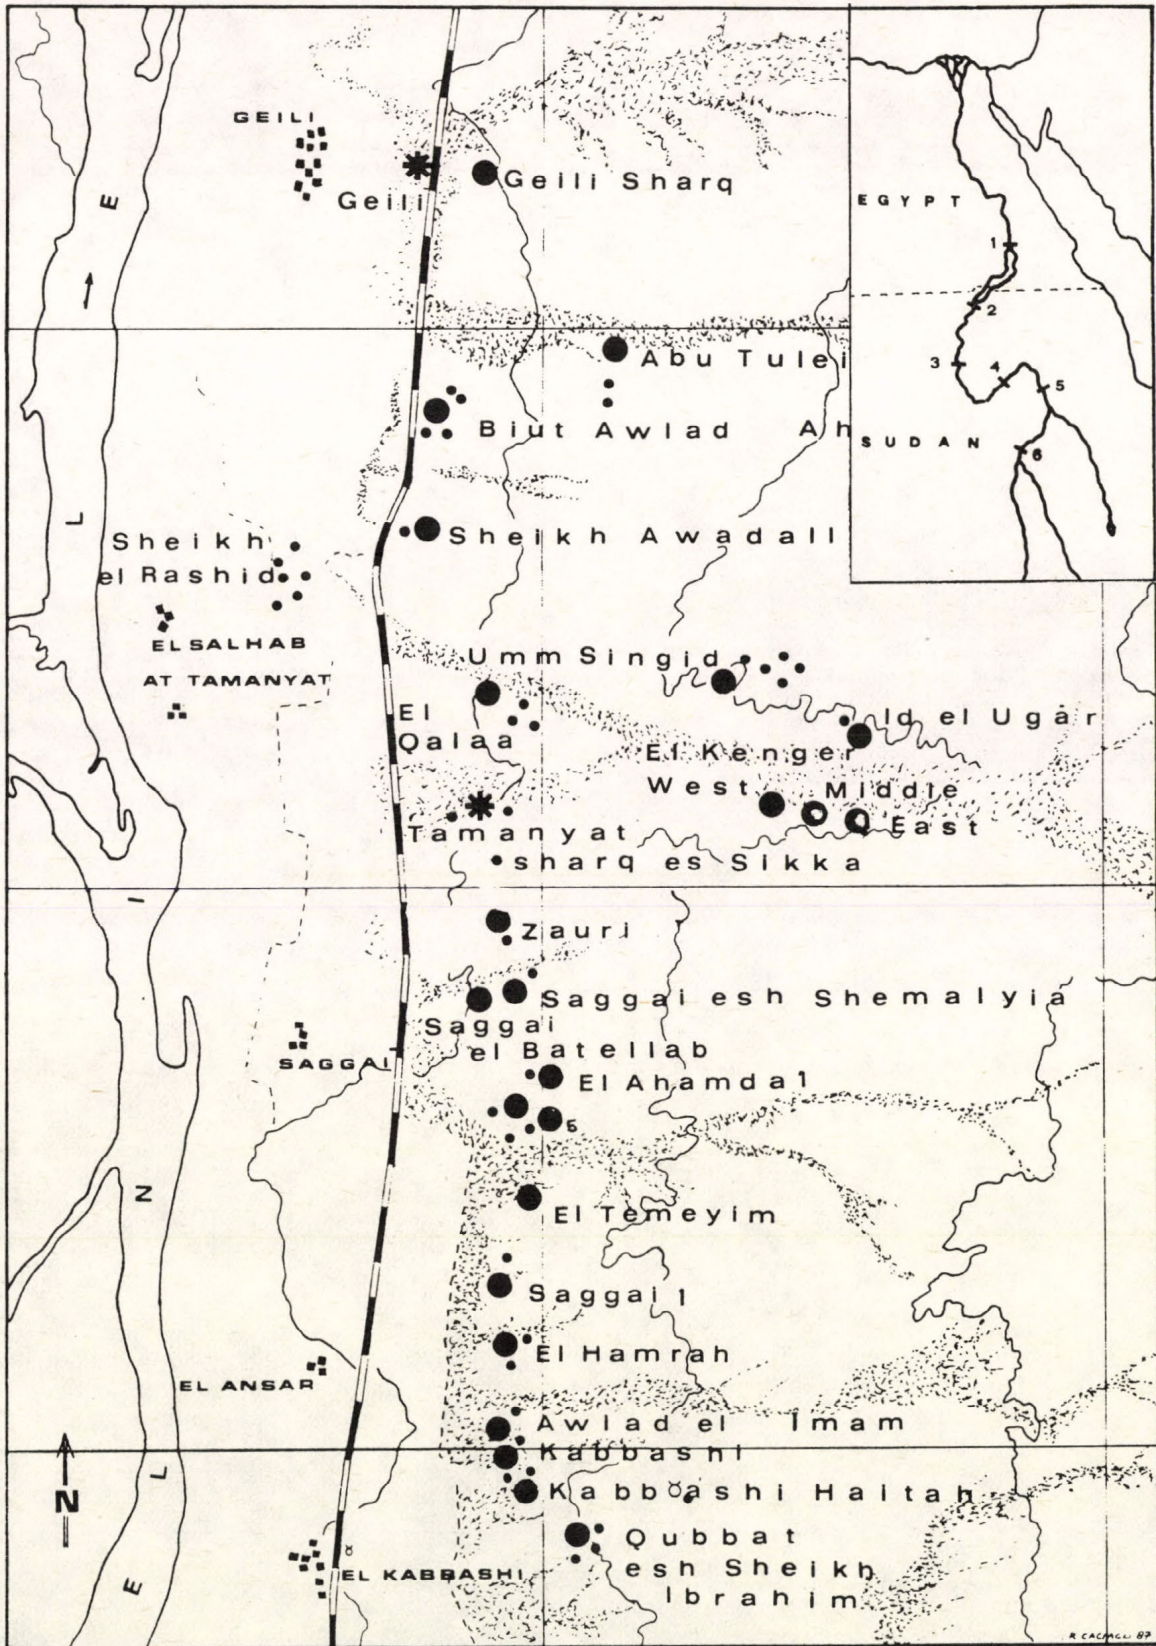 GEILI
Geili
Geili Sharq
EGYPT
1
2
3
4
5
SUDAN
6
Abu Tulei
Biut Awlad Ah
Sheikh Awadall
Sheikh
el Rashid
EL SALHAB
AT TAMANYAT
Umm Singid
El
Qalaa
Id el Ugar
El Kenger
West Middle
East
Tamanyat
sharq es Sikka
Zauri
Saggai esh Shemalyia
Saggai
el Batellab
SAGGAI
El Ahamda 1
5
El Temeyim
Saggai 1
El Hamrah
EL ANSAR
Awlad el Imam
Kabbashi
Kabbashi Haitah
Qubbat
esh Sheikh
Ibrahim
EL KABBASHI
N
E
L
I
N
L
E
87